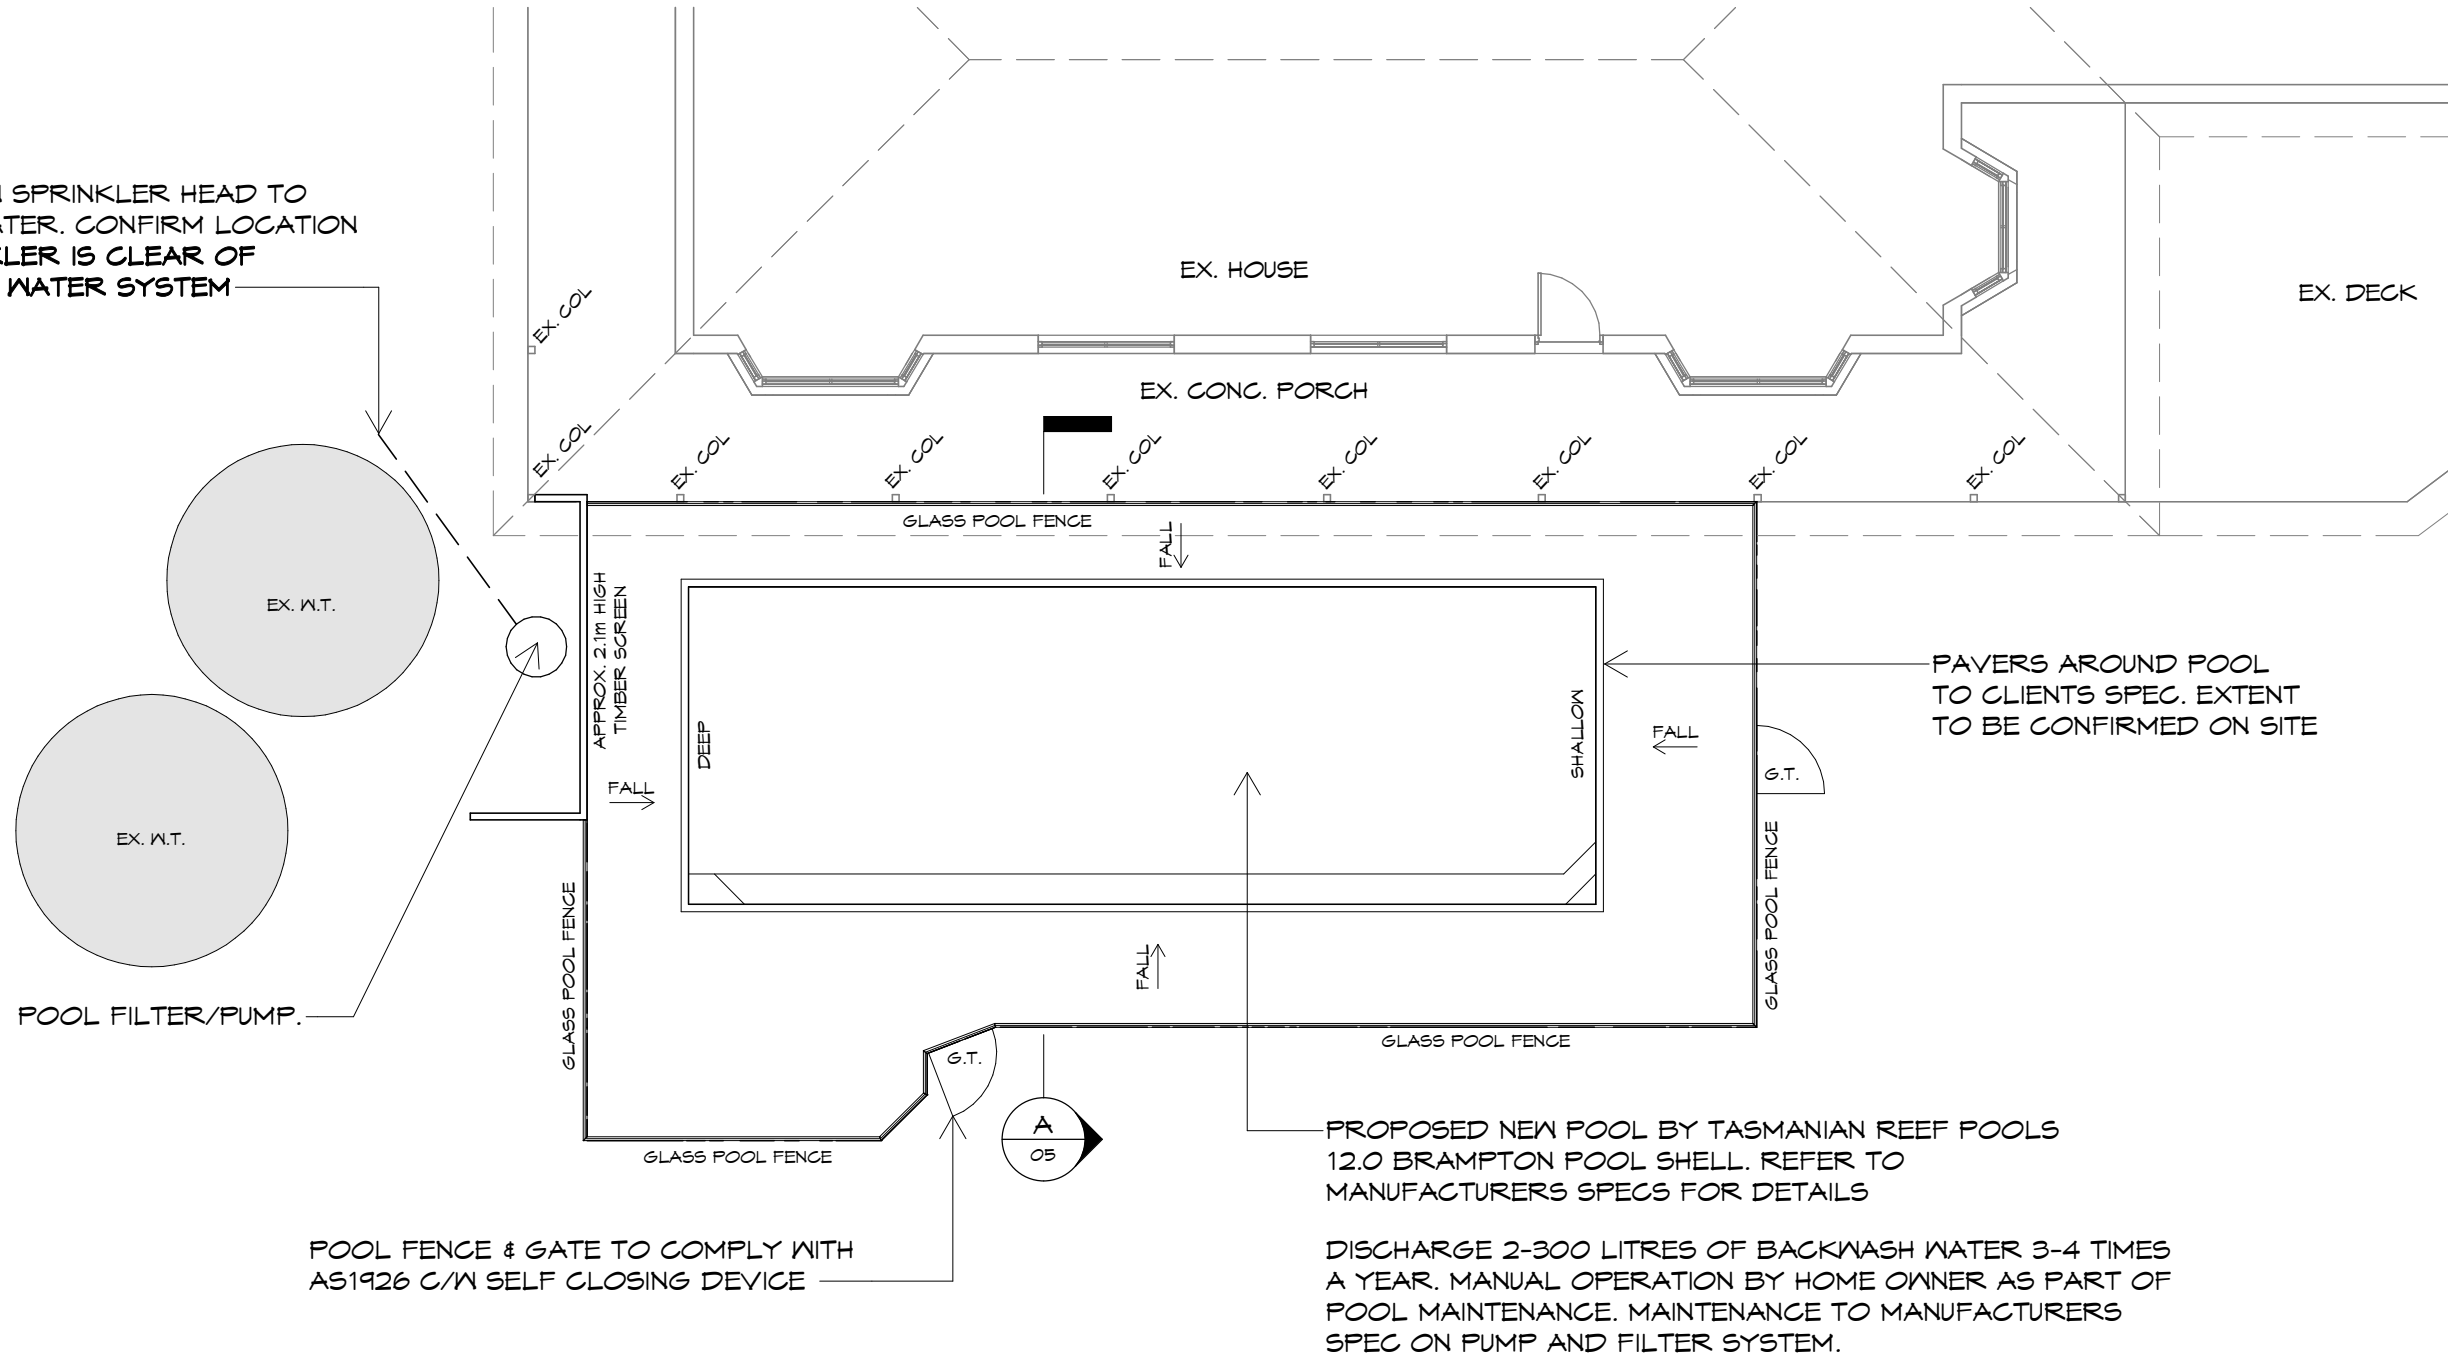 SPRINKLER HEAD TO
ATER. CONFIRM LOCATION
KLER IS CLEAR OF
WATER SYSTEM
EX. HOUSE
EX. DECK
EX. COL
EX. CONC. PORCH
EX. COL
EX. COL
EX. COL
EX. COL
EX. COL
EX. COL
EX. COL
EX. COL
GLASS POOL FENCE
FALL
EX. W.T.
APPROX. 2.1m HIGH
TIMBER SCREEN
PAVERS AROUND POOL
TO CLIENTS SPEC. EXTENT
TO BE CONFIRMED ON SITE
DEEP
SHALLOW
FALL
G.T.
FALL
EX. W.T.
GLASS POOL FENCE
GLASS POOL FENCE
FALL
POOL FILTER/PUMP.
GLASS POOL FENCE
G.T.
A
05
GLASS POOL FENCE
PROPOSED NEW POOL BY TASMANIAN REEF POOLS
12.0 BRAMPTON POOL SHELL. REFER TO
MANUFACTURERS SPECS FOR DETAILS
POOL FENCE & GATE TO COMPLY WITH
AS1926 C/W SELF CLOSING DEVICE
DISCHARGE 2-300 LITRES OF BACKWASH WATER 3-4 TIMES
A YEAR. MANUAL OPERATION BY HOME OWNER AS PART OF
POOL MAINTENANCE. MAINTENANCE TO MANUFACTURERS
SPEC ON PUMP AND FILTER SYSTEM.